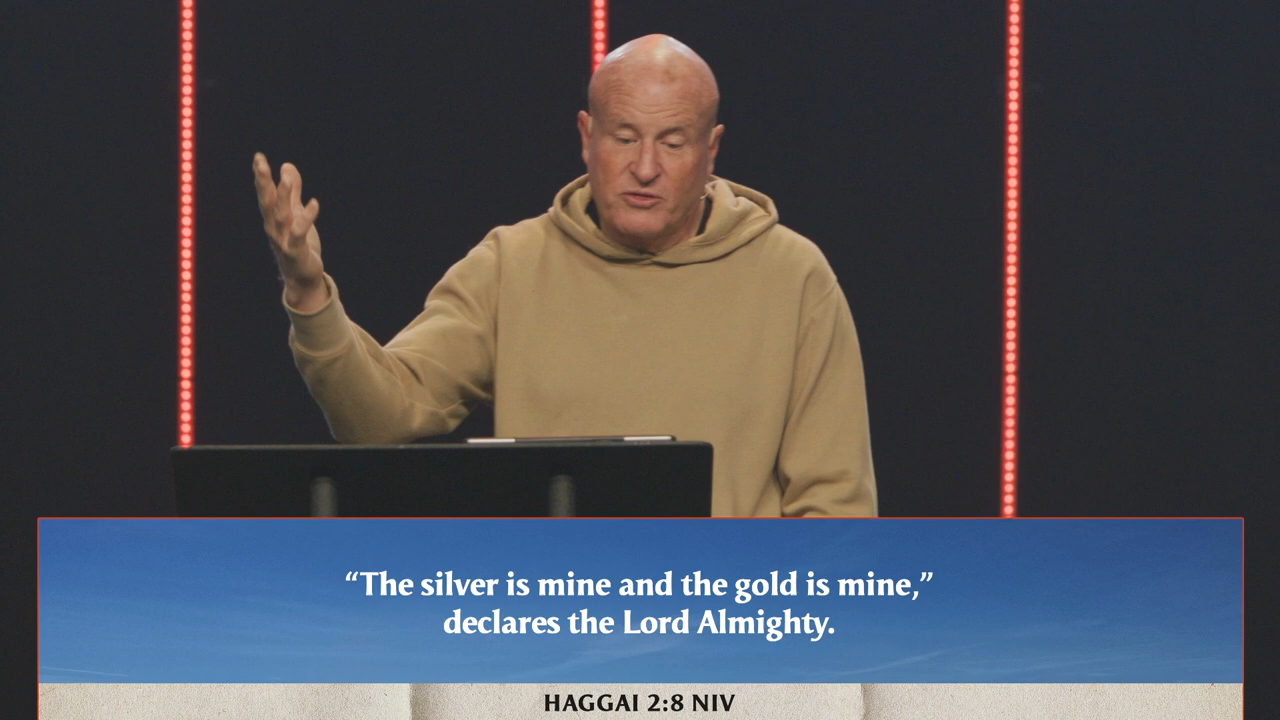 “The silver is mine and the gold is mine,”
declares the Lord Almighty.
HAGGAI 2:8 NIV